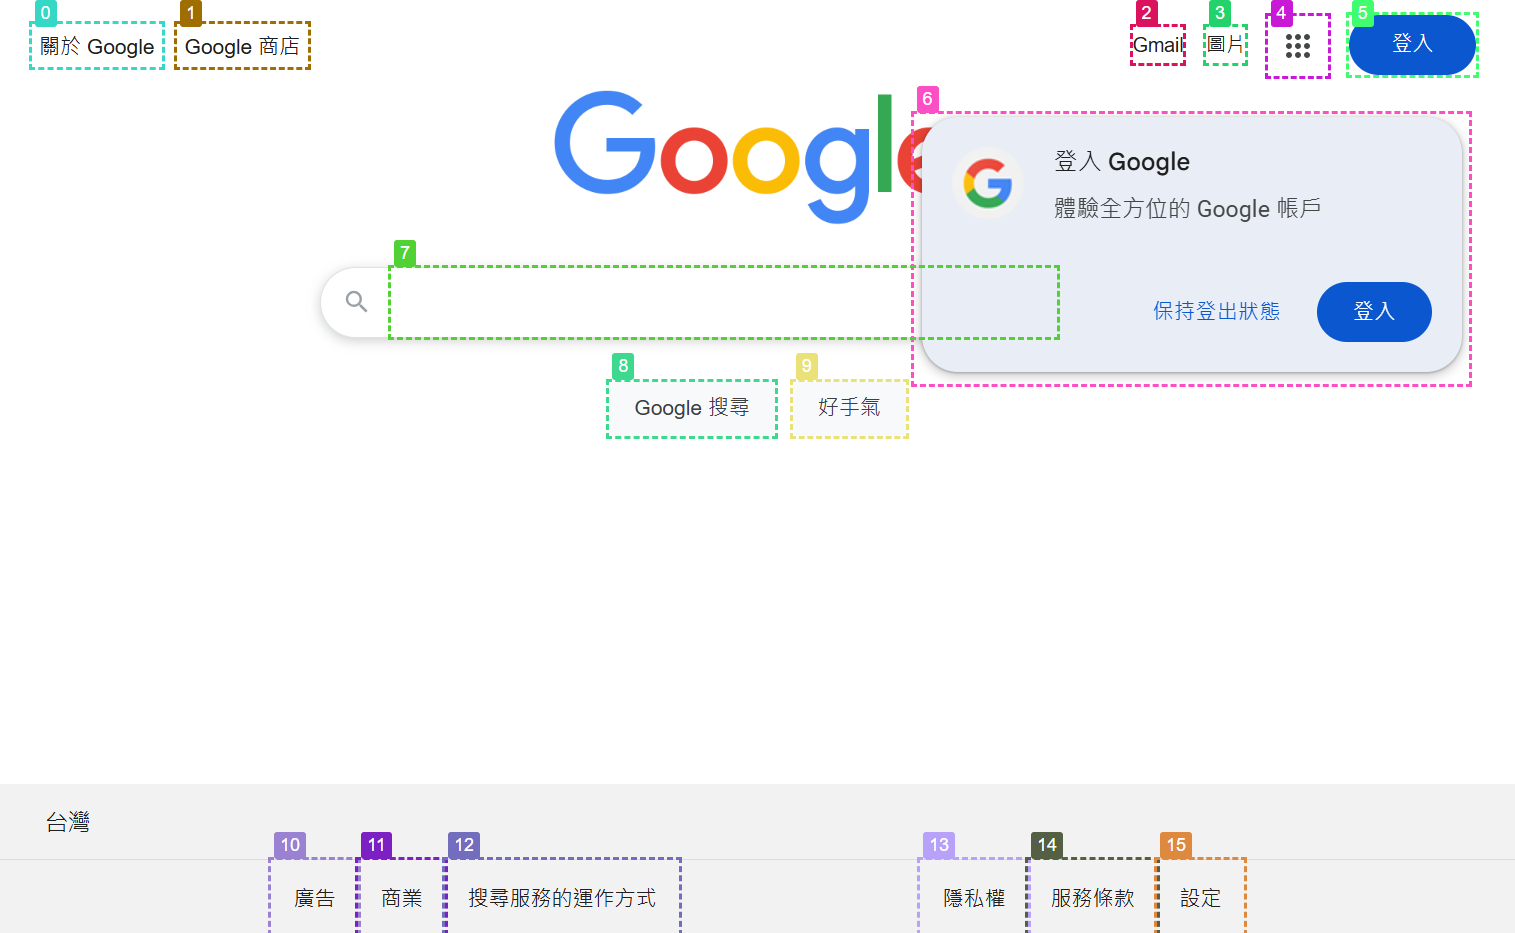 0
1
2
3
4
5
關於 Google
Google 商店
Gmail
圖片
登入
6
Google
登入 Google
體驗全方位的 Google 帳戶
7
保持登出狀態
登入
8
9
Google 搜尋
好手氣
台灣
10
11
12
13
14
15
廣告
商業
搜尋服務的運作方式
隱私權
服務條款
設定